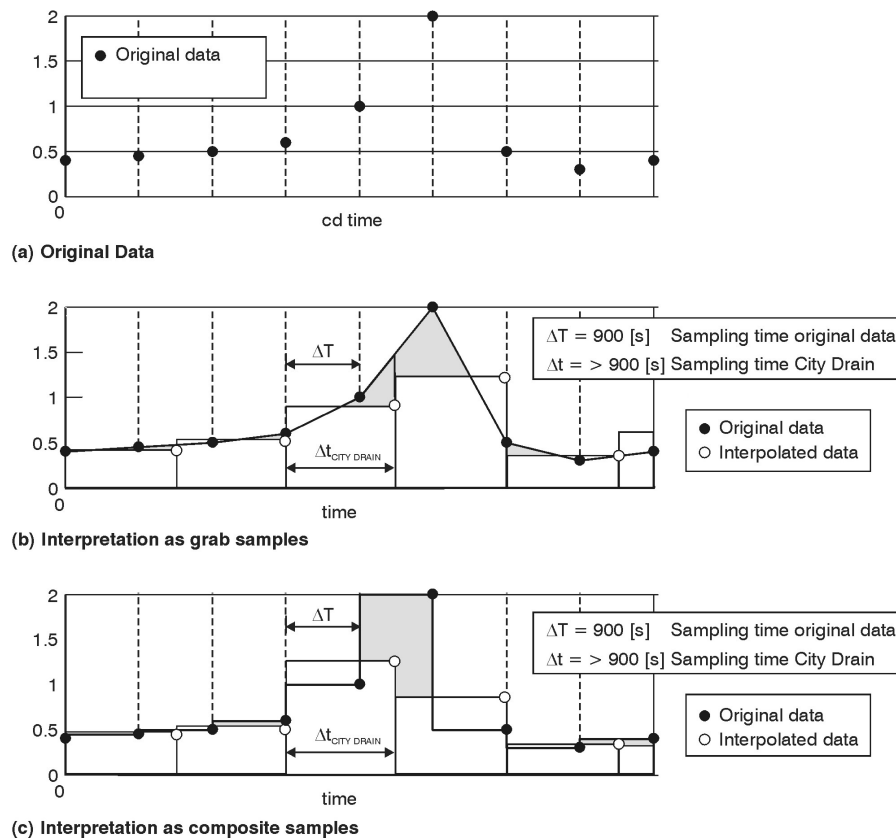 2
1.5
1
0.5
0
0
Original data
cd time
(a) Original Data
2
1.5
1
0.5
0
0
ΔT
Δt CITY DRAIN
ΔT = 900 [s] Sampling time original data
Δt = > 900 [s] Sampling time City Drain
Original data
Interpolated data
time
(b) Interpretation as grab samples
2
1.5
1
0.5
0
0
ΔT
Δt CITY DRAIN
ΔT = 900 [s] Sampling time original data
Δt = > 900 [s] Sampling time City Drain
Original data
Interpolated data
time
(c) Interpretation as composite samples